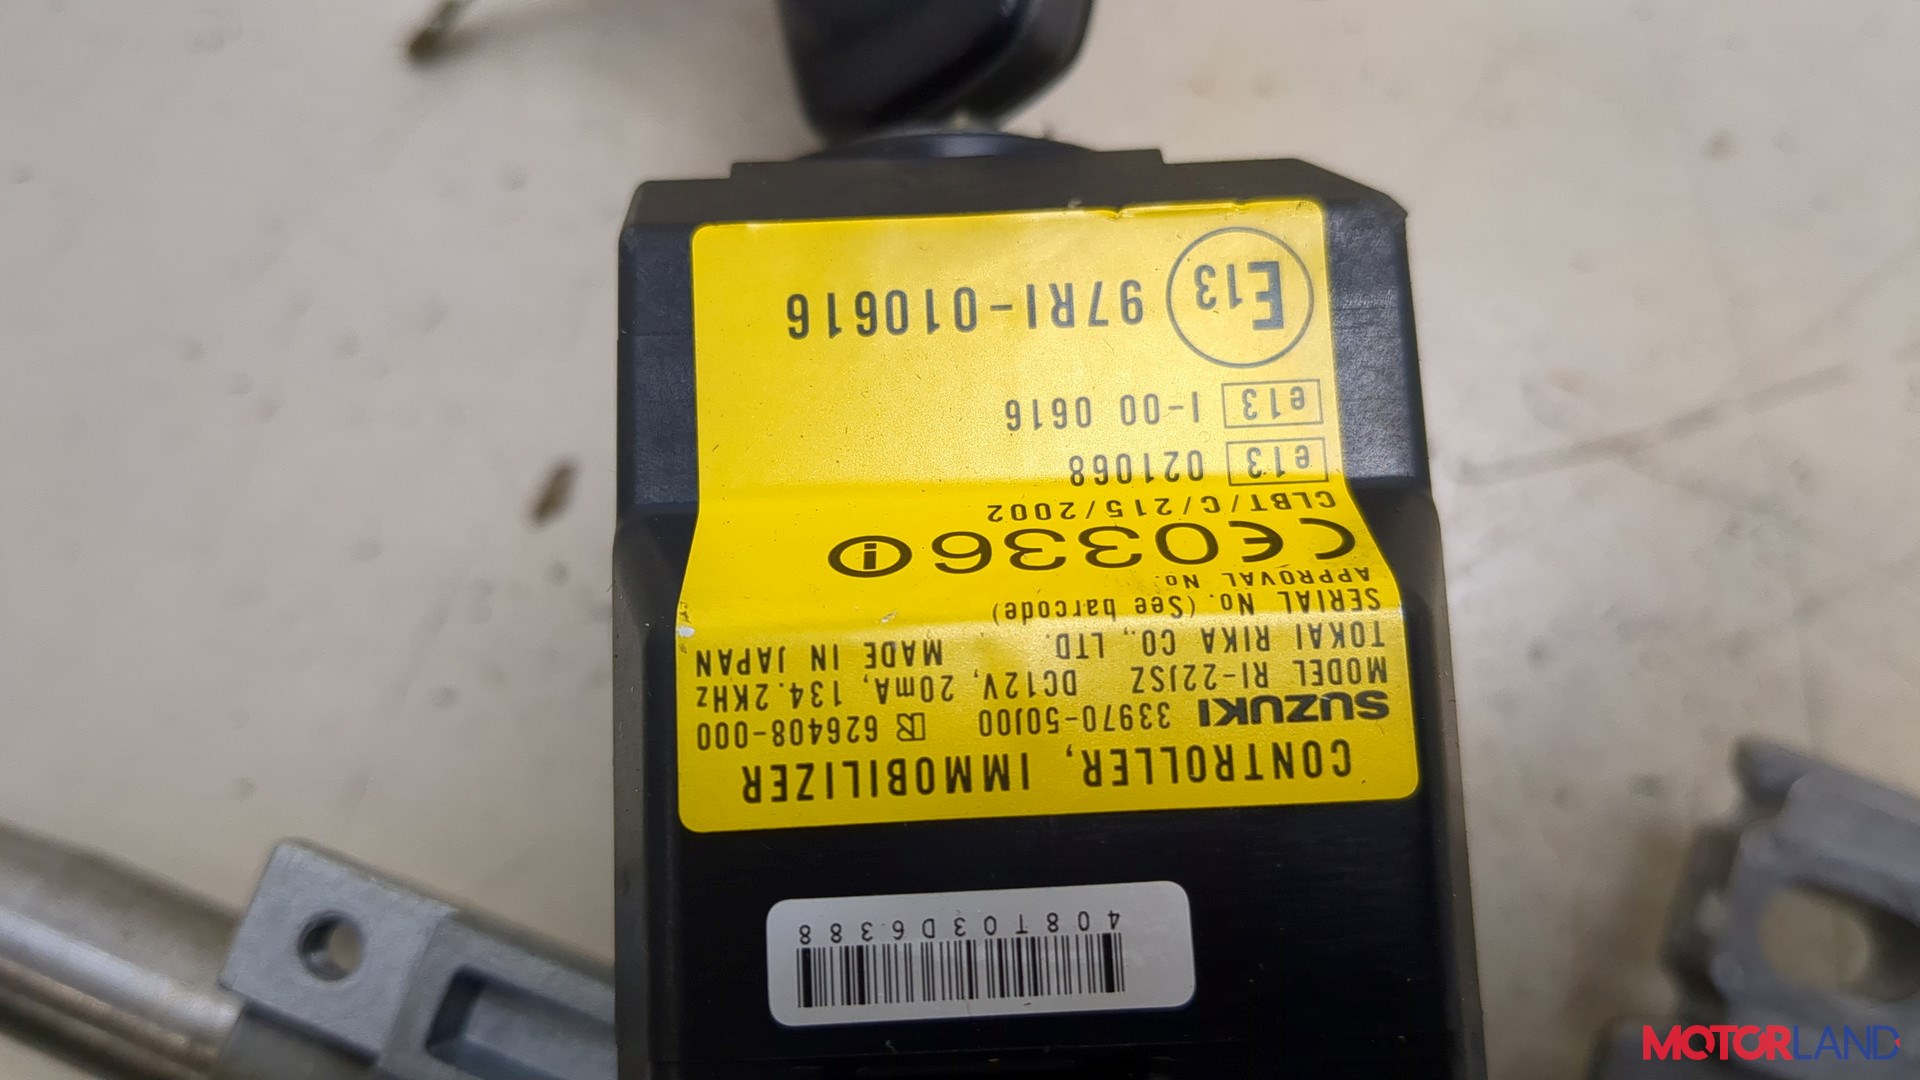 CONTROLLER, IMMOBILIZER
SUZUKI 33970-50J00 626408-000
MODEL RI-22JSZ DC12V, 20mA, 134.2KHz
TOKAI RIKA CO., LTD. MADE IN JAPAN
SERIAL No. (See barcode)
APPROVAL No.
CE0336
CLBT/C/215/2002
e13 021068
e13 I-00 0616
E13 97RI-010616
408T03D6388
MOTORLAND